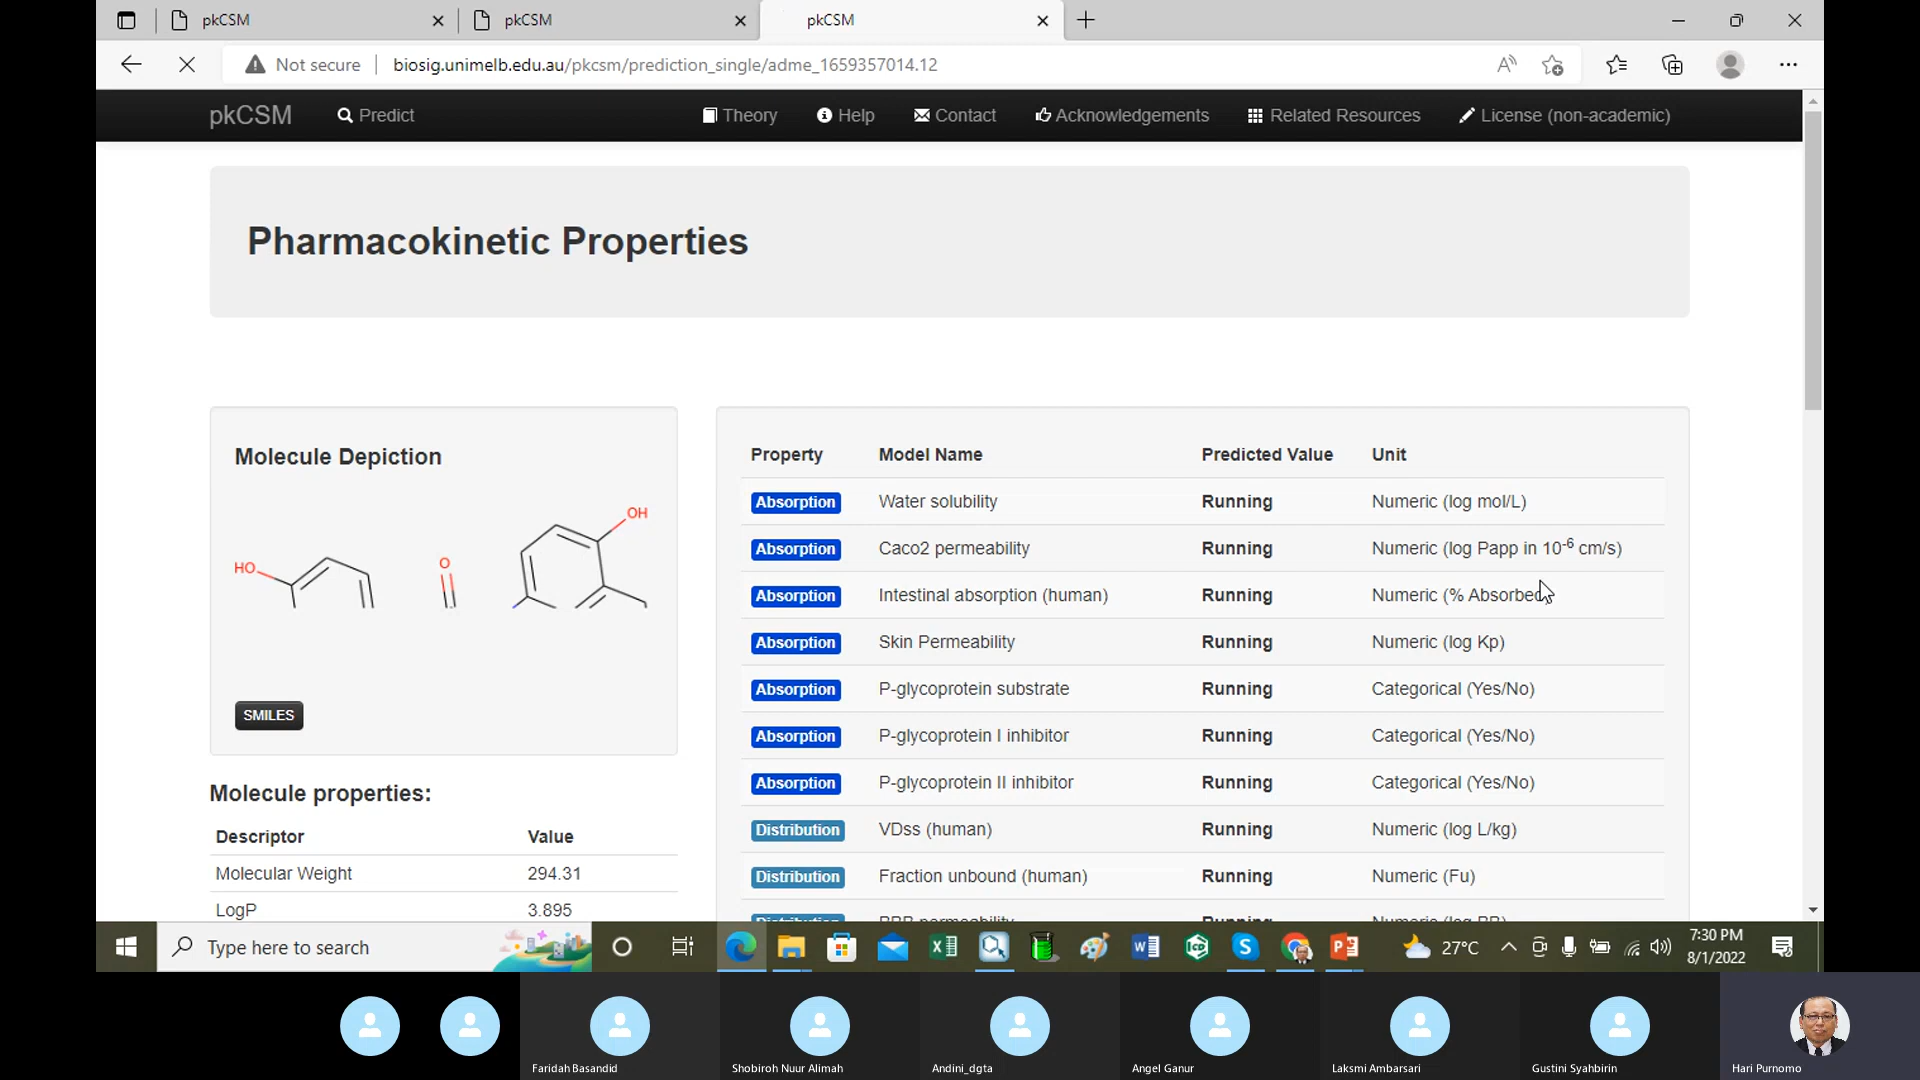 pkCSM
pkCSM
pkCSM
Not secure
biosig.unimelb.edu.au/pkcsm/prediction_single/adme_1659357014.12
pkCSM
Predict
Theory
Help
Contact
Acknowledgements
Related Resources
License (non-academic)
Pharmacokinetic Properties
Molecule Depiction
OH
HO
O
SMILES
Molecule properties:
Descriptor Value
Molecular Weight 294.31
LogP 3.895
Property Model Name Predicted Value Unit
Absorption Water solubility Running Numeric (log mol/L)
Absorption Caco2 permeability Running Numeric (log Papp in 10-6 cm/s)
Absorption Intestinal absorption (human) Running Numeric (% Absorbed)
Absorption Skin Permeability Running Numeric (log Kp)
Absorption P-glycoprotein substrate Running Categorical (Yes/No)
Absorption P-glycoprotein I inhibitor Running Categorical (Yes/No)
Absorption P-glycoprotein II inhibitor Running Categorical (Yes/No)
Distribution VDss (human) Running Numeric (log L/kg)
Distribution Fraction unbound (human) Running Numeric (Fu)
Distribution BBB permeability Running Numeric (log BB)
Type here to search
27°C
7:30 PM
8/1/2022
Faridah Basandid
Shobiroh Nuur Alimah
Andini_dgta
Angel Ganur
Laksmi Ambarsari
Gustini Syahbirin
Hari Purnomo